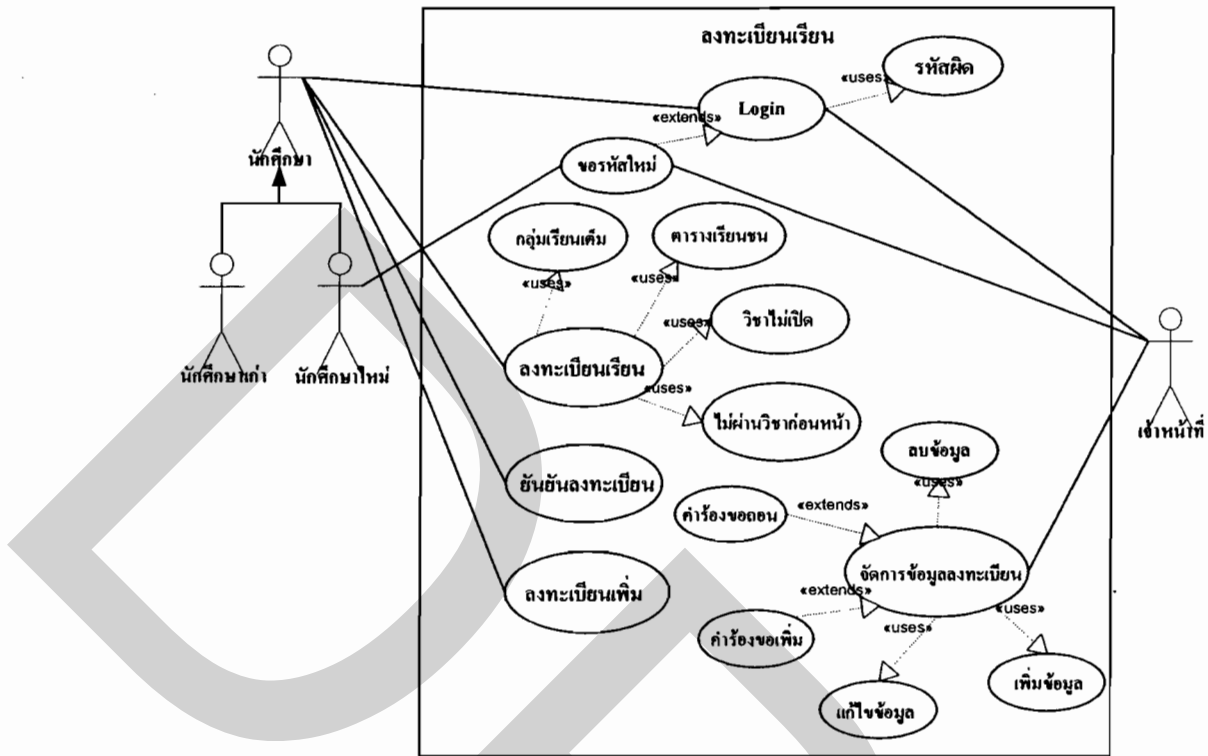 ลงทะเบียนเรียน
รหัสผิด
«uses»
Login
«extends»
ขอรหัสใหม่
นักศึกษา
กลุ่มเรียนเต็ม
ตารางเรียนชน
«uses»
«uses»
วิชาไม่เปิด
«uses»
ลงทะเบียนเรียน
นักศึกษาเก่า
นักศึกษาใหม่
«uses»
ไม่ผ่านวิชาก่อนหน้า
เจ้าหน้าที่
ลบข้อมูล
«uses»
ยันยันลงทะเบียน
คำร้องขอถอน
«extends»
จัดการข้อมูลลงทะเบียน
ลงทะเบียนเพิ่ม
«extends»
«uses»
คำร้องขอเพิ่ม
«uses»
เพิ่มข้อมูล
แก้ไขข้อมูล